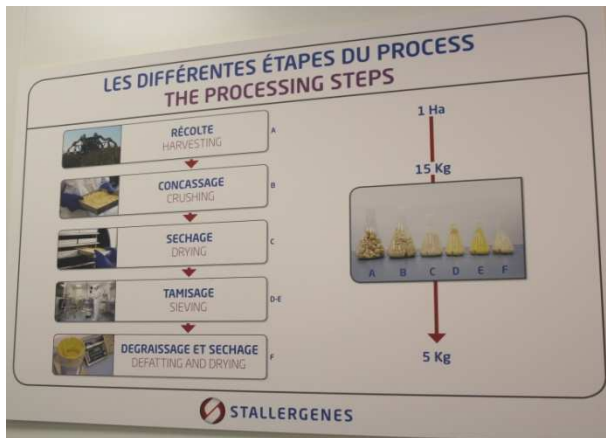 LES DIFFÉRENTES ÉTAPES DU PROCESS
THE PROCESSING STEPS
RÉCOLTE
HARVESTING
A
CONCASSAGE
CRUSHING
B
SECHAGE
DRYING
C
TAMISAGE
SIEVING
D-E
DEGRAISSAGE ET SECHAGE
DEFATTING AND DRYING
F
1 Ha
15 Kg
A B C D E F
5 Kg
STALLERGENES